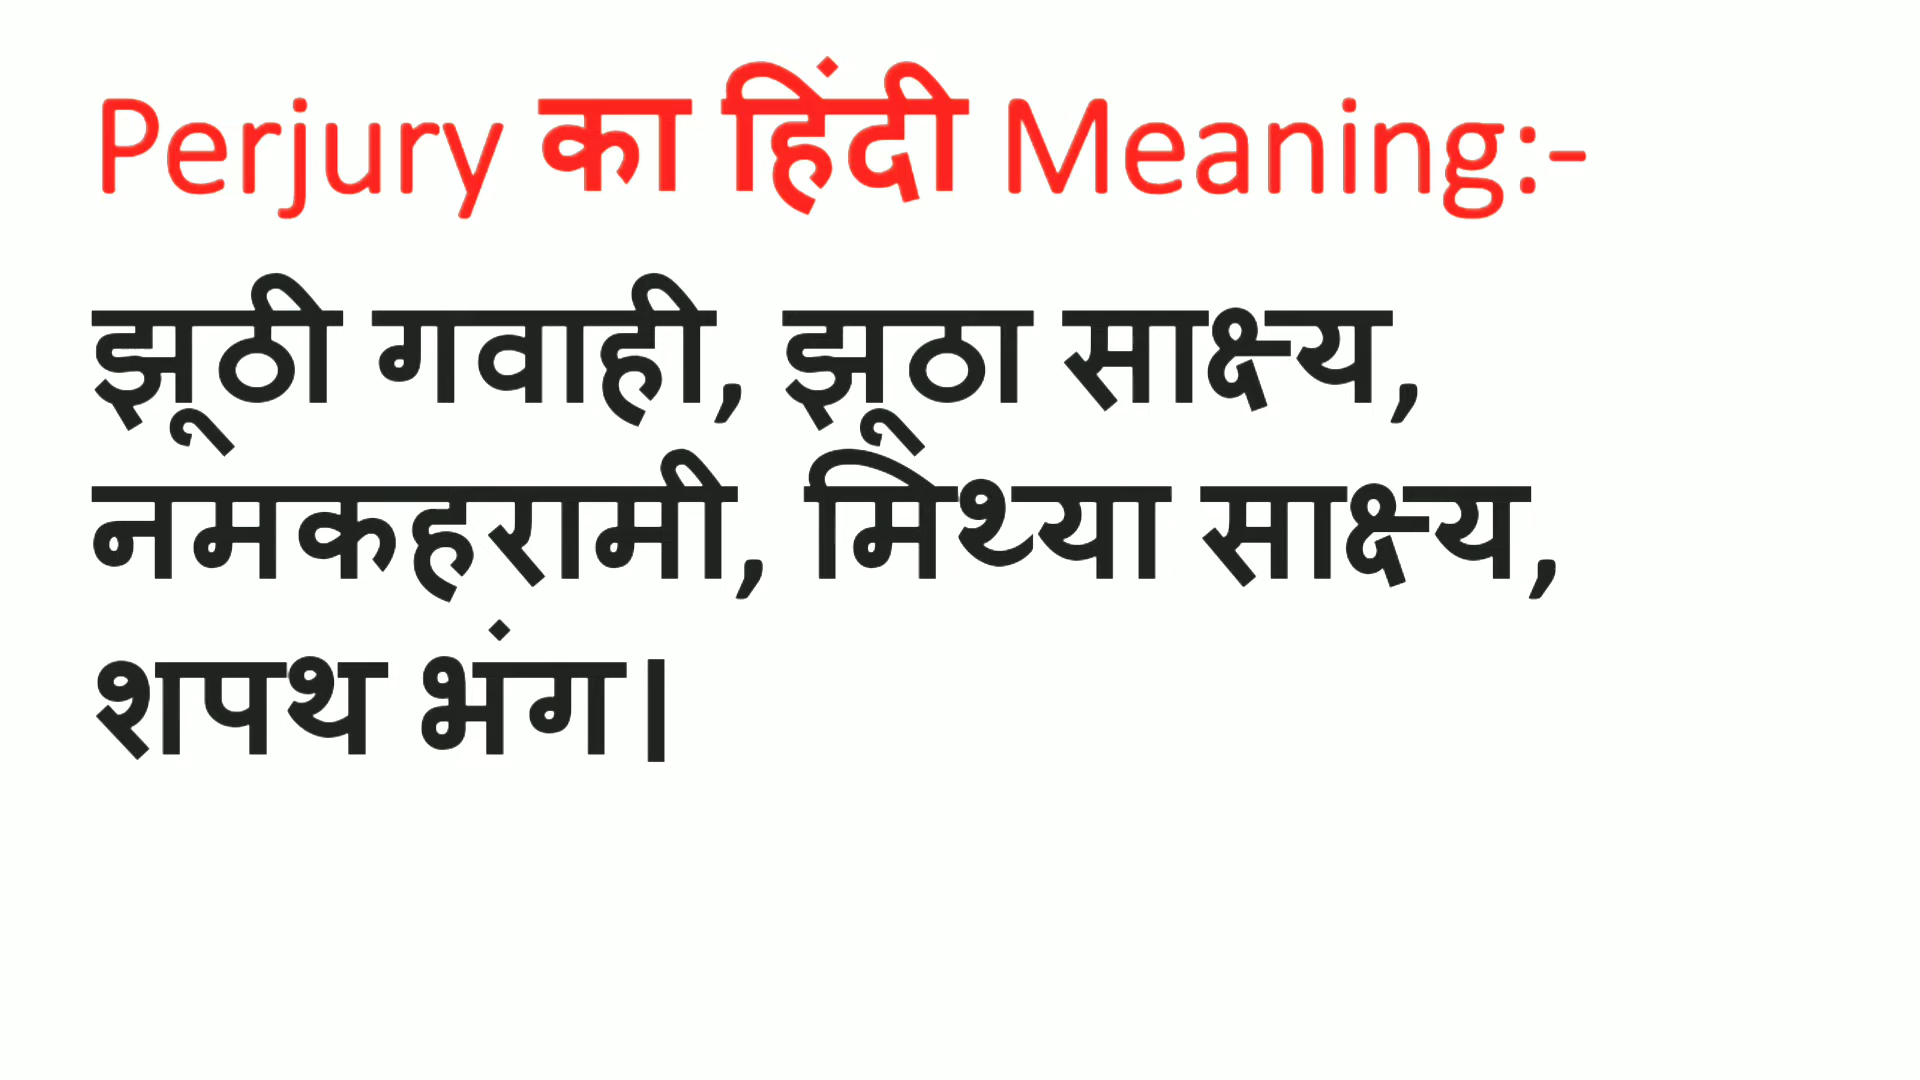 Perjury का हिंदी Meaning:-
झूठी गवाही, झूठा साक्ष्य,
नमकहरामी, मिथ्या साक्ष्य,
शपथ भंग।